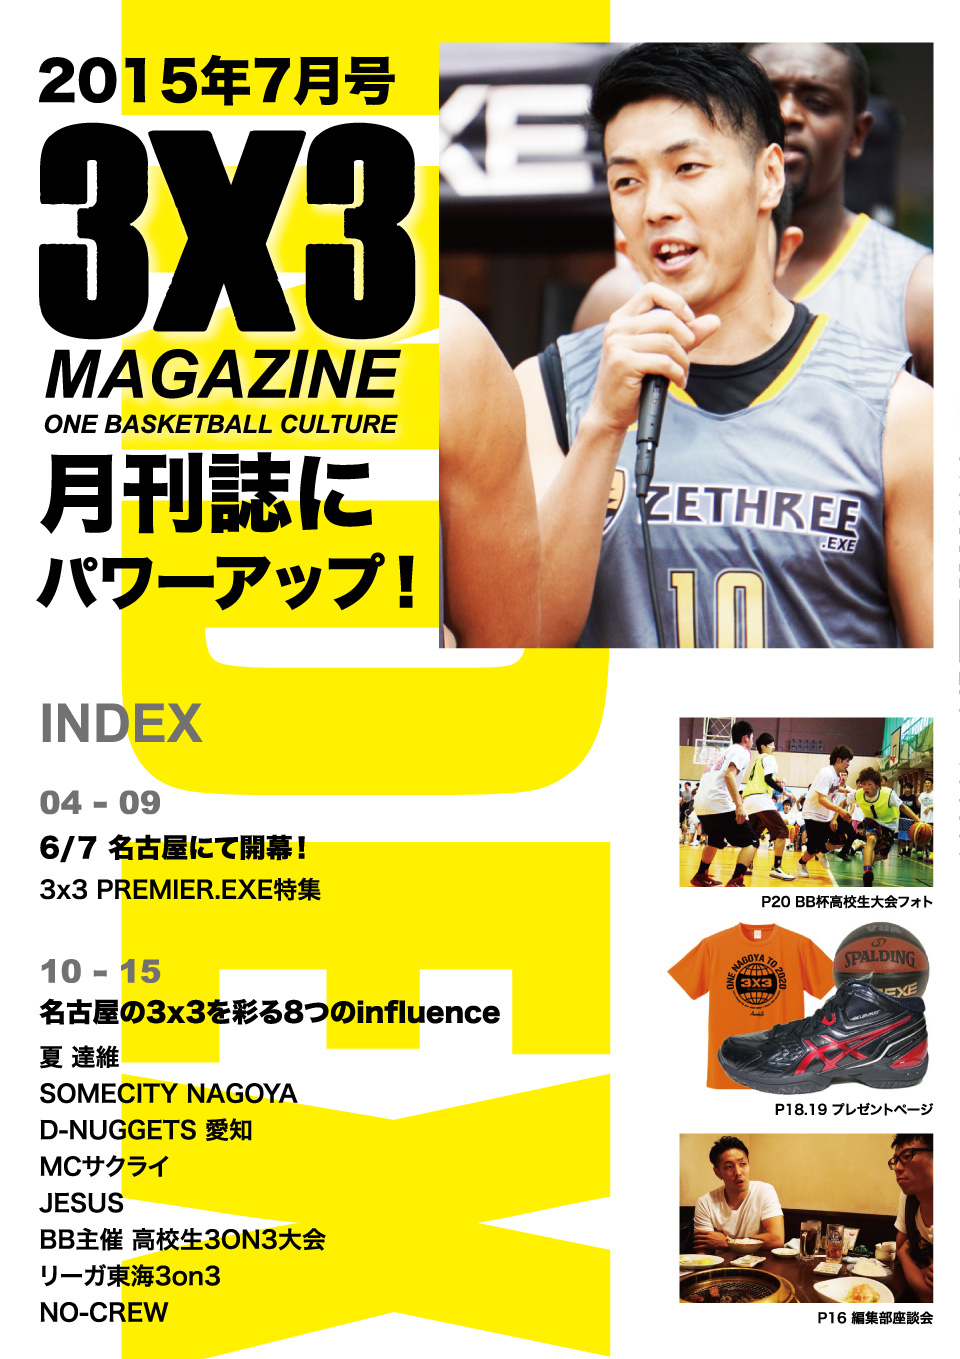 2015年7月号
3X3
MAGAZINE
ONE BASKETBALL CULTURE
月刊誌に
パワーアップ！
ZETHREE
.EXE
10
INDEX
04 - 09
6/7 名古屋にて開幕！
3x3 PREMIER.EXE特集
10 - 15
名古屋の3x3を彩る8つのinfluence
夏 達維
SOMECITY NAGOYA
D-NUGGETS 愛知
MCサクライ
JESUS
BB主催 高校生3ON3大会
リーガ東海3on3
NO-CREW
P20 BB杯高校生大会フォト
ONE NAGOYA TO 2020
3X3
SPALDING
EXE
P18.19 プレゼントページ
P16 編集部座談会
INDEX